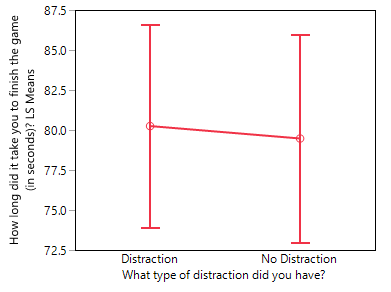 How long did it take you to finish the game
(in seconds)? LS Means
87.5
85.0
82.5
80.0
77.5
75.0
72.5
Distraction No Distraction
What type of distraction did you have?